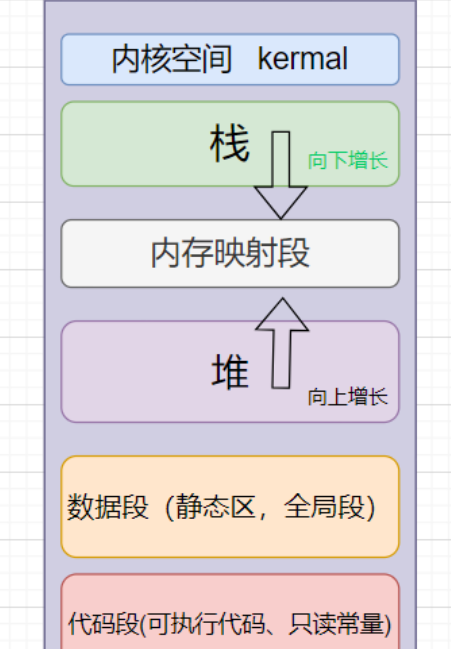 内核空间 kermal
栈
向下增长
内存映射段
堆
向上增长
数据段（静态区，全局段）
代码段(可执行代码、只读常量)